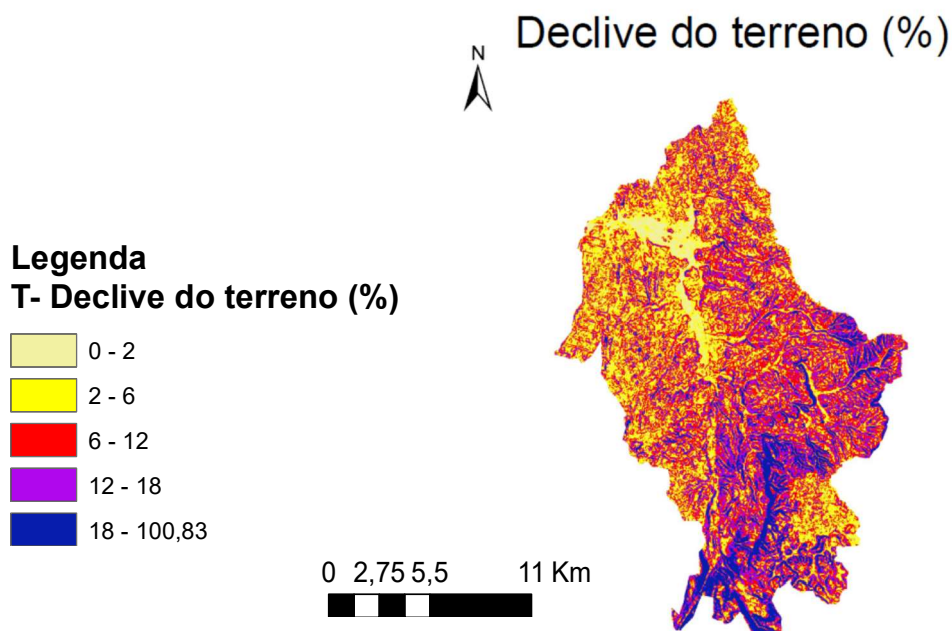 Declive do terreno (%)
N
Legenda
T- Declive do terreno (%)
0 - 2
2 - 6
6 - 12
12 - 18
18 - 100,83
0 2,75 5,5 11 Km